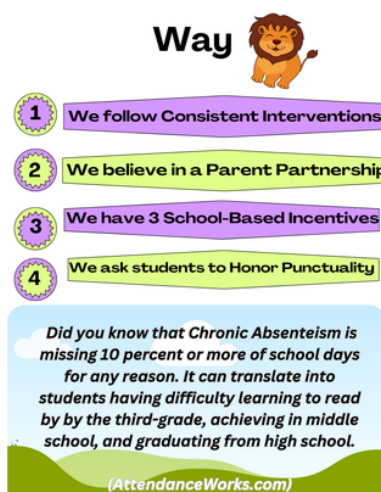 Way
1
We follow Consistent Interventions
2
We believe in a Parent Partnership
3
We have 3 School-Based Incentives
4
We ask students to Honor Punctuality
Did you know that Chronic Absenteeism is
missing 10 percent or more of school days
for any reason. It can translate into
students having difficulty learning to read
by by the third-grade, achieving in middle
school, and graduating from high school.
(AttendanceWorks.com)